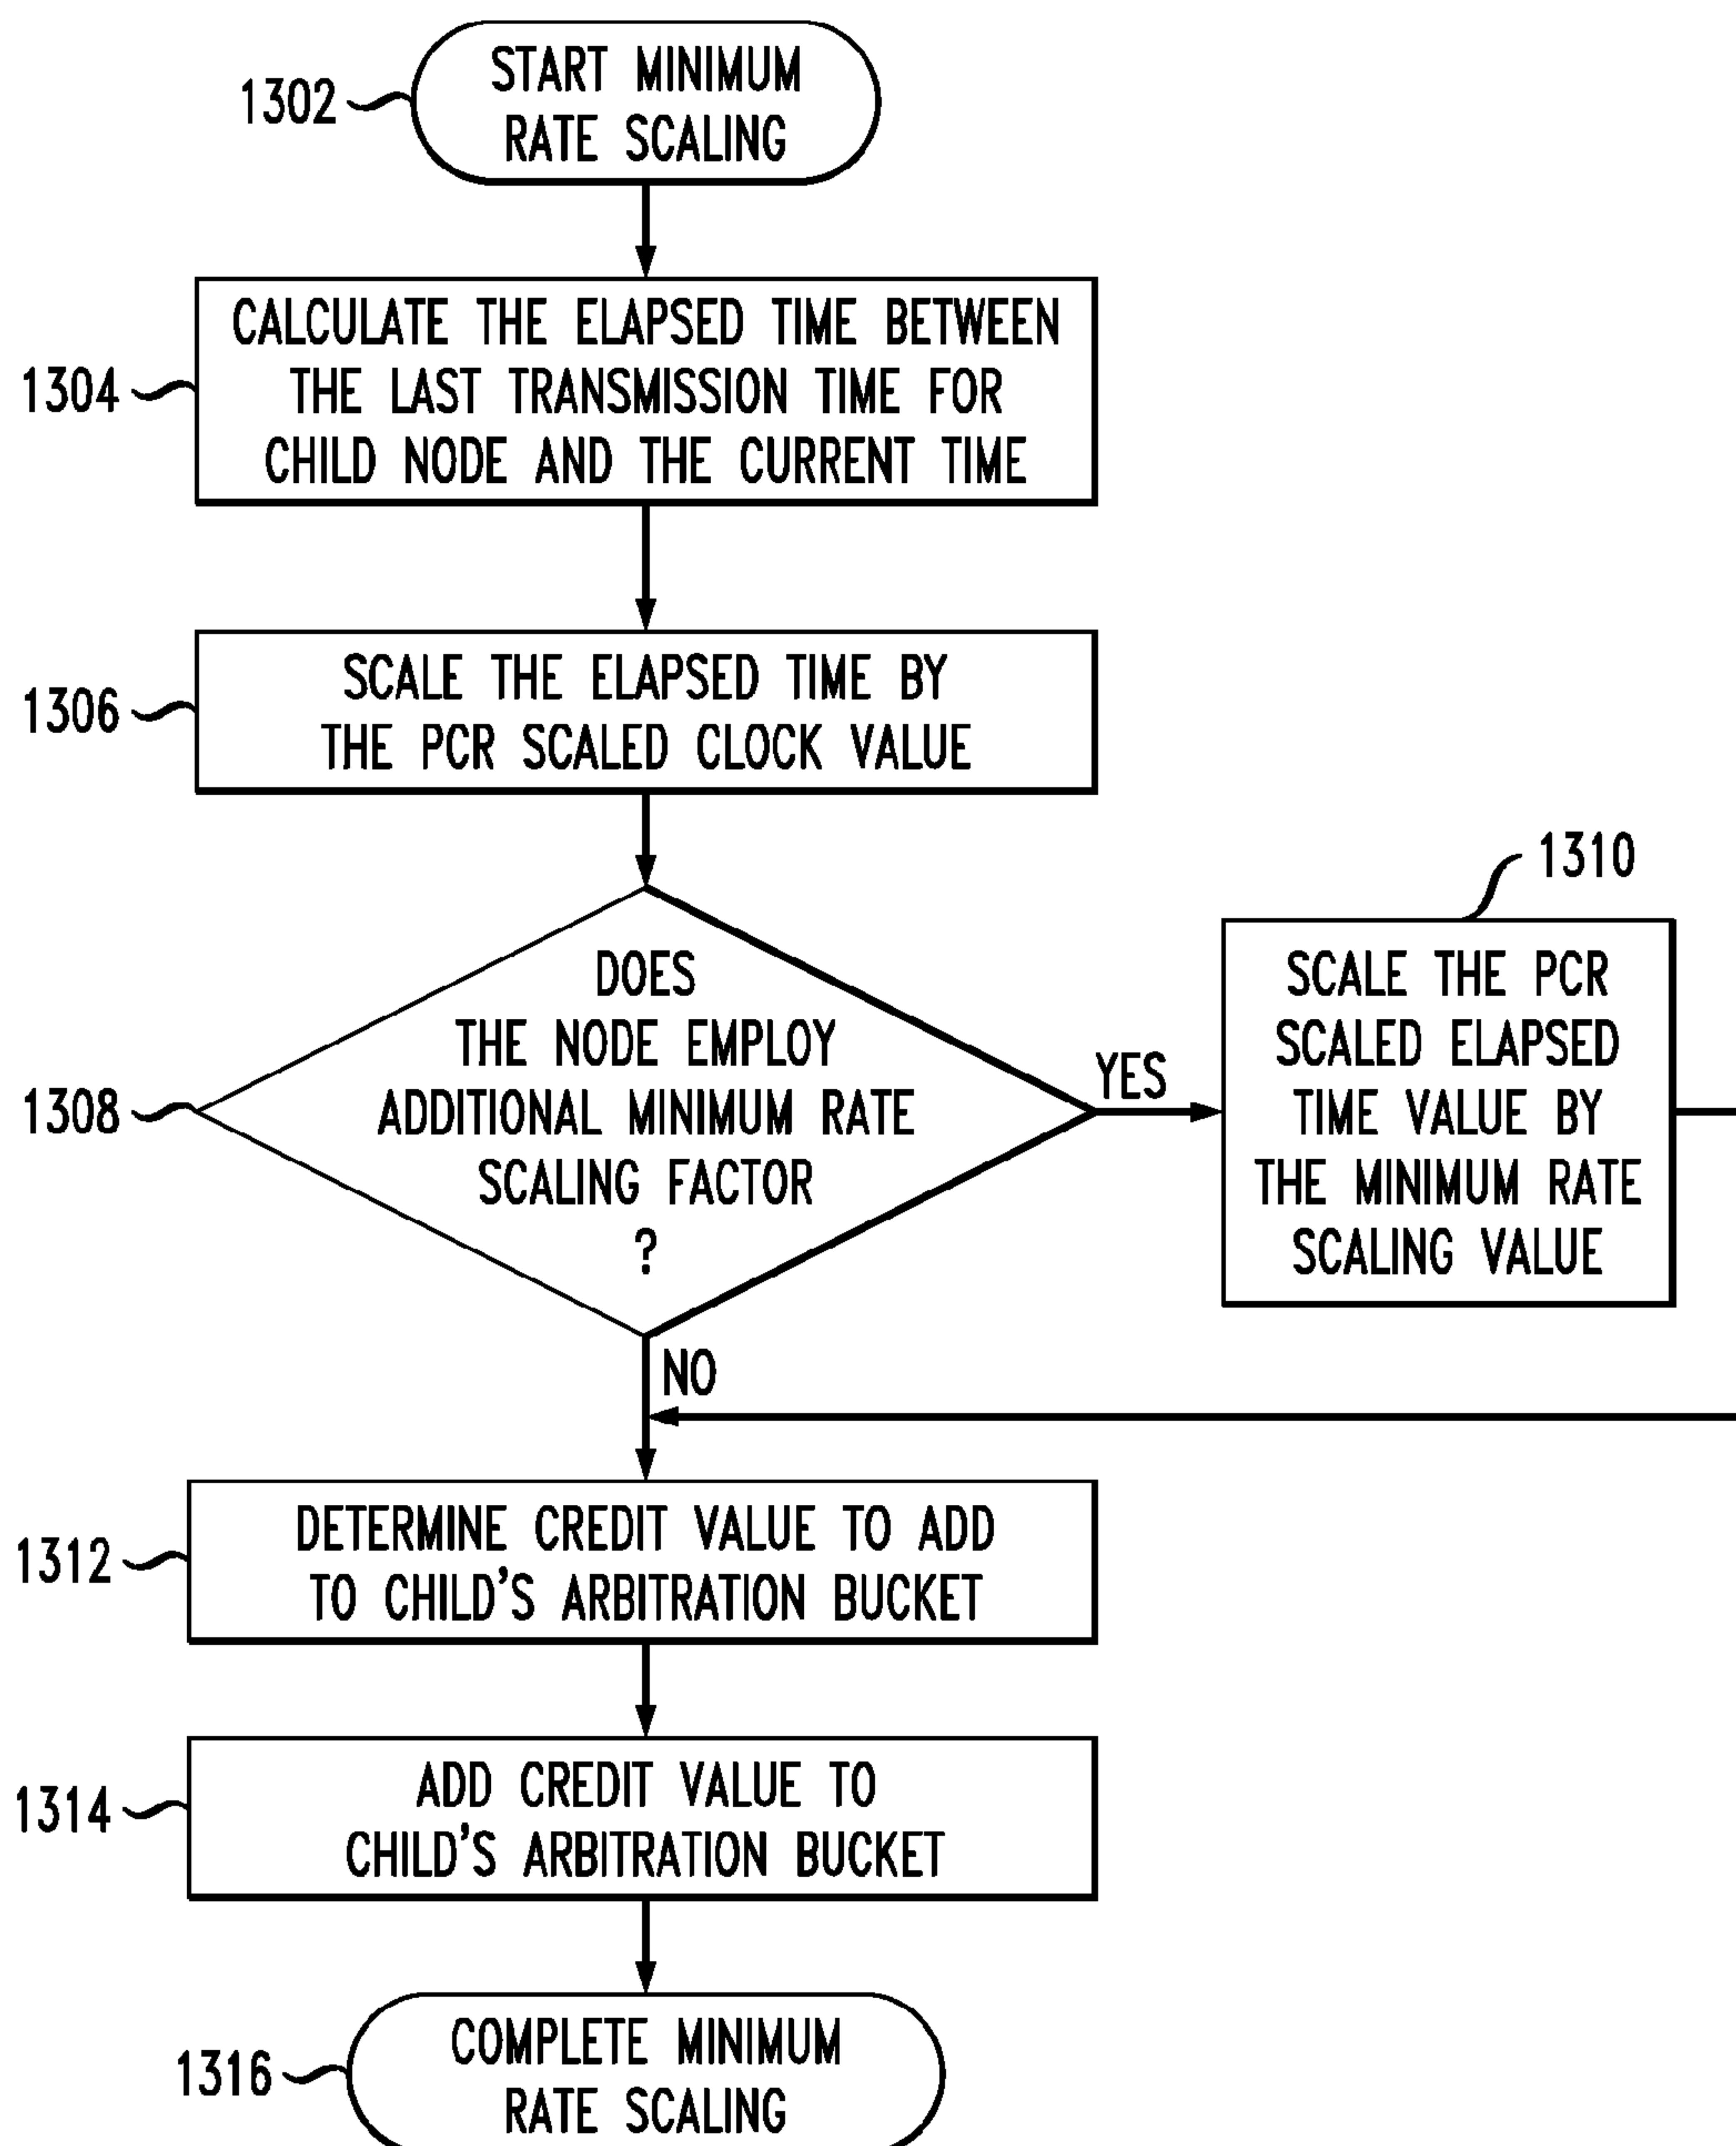 1302
START MINIMUM
RATE SCALING
1304
CALCULATE THE ELAPSED TIME BETWEEN
THE LAST TRANSMISSION TIME FOR
CHILD NODE AND THE CURRENT TIME
1306
SCALE THE ELAPSED TIME BY
THE PCR SCALED CLOCK VALUE
1308
DOES
THE NODE EMPLOY
ADDITIONAL MINIMUM RATE
SCALING FACTOR
?
YES
1310
SCALE THE PCR
SCALED ELAPSED
TIME VALUE BY
THE MINIMUM RATE
SCALING VALUE
NO
1312
DETERMINE CREDIT VALUE TO ADD
TO CHILD'S ARBITRATION BUCKET
1314
ADD CREDIT VALUE TO
CHILD'S ARBITRATION BUCKET
1316
COMPLETE MINIMUM
RATE SCALING